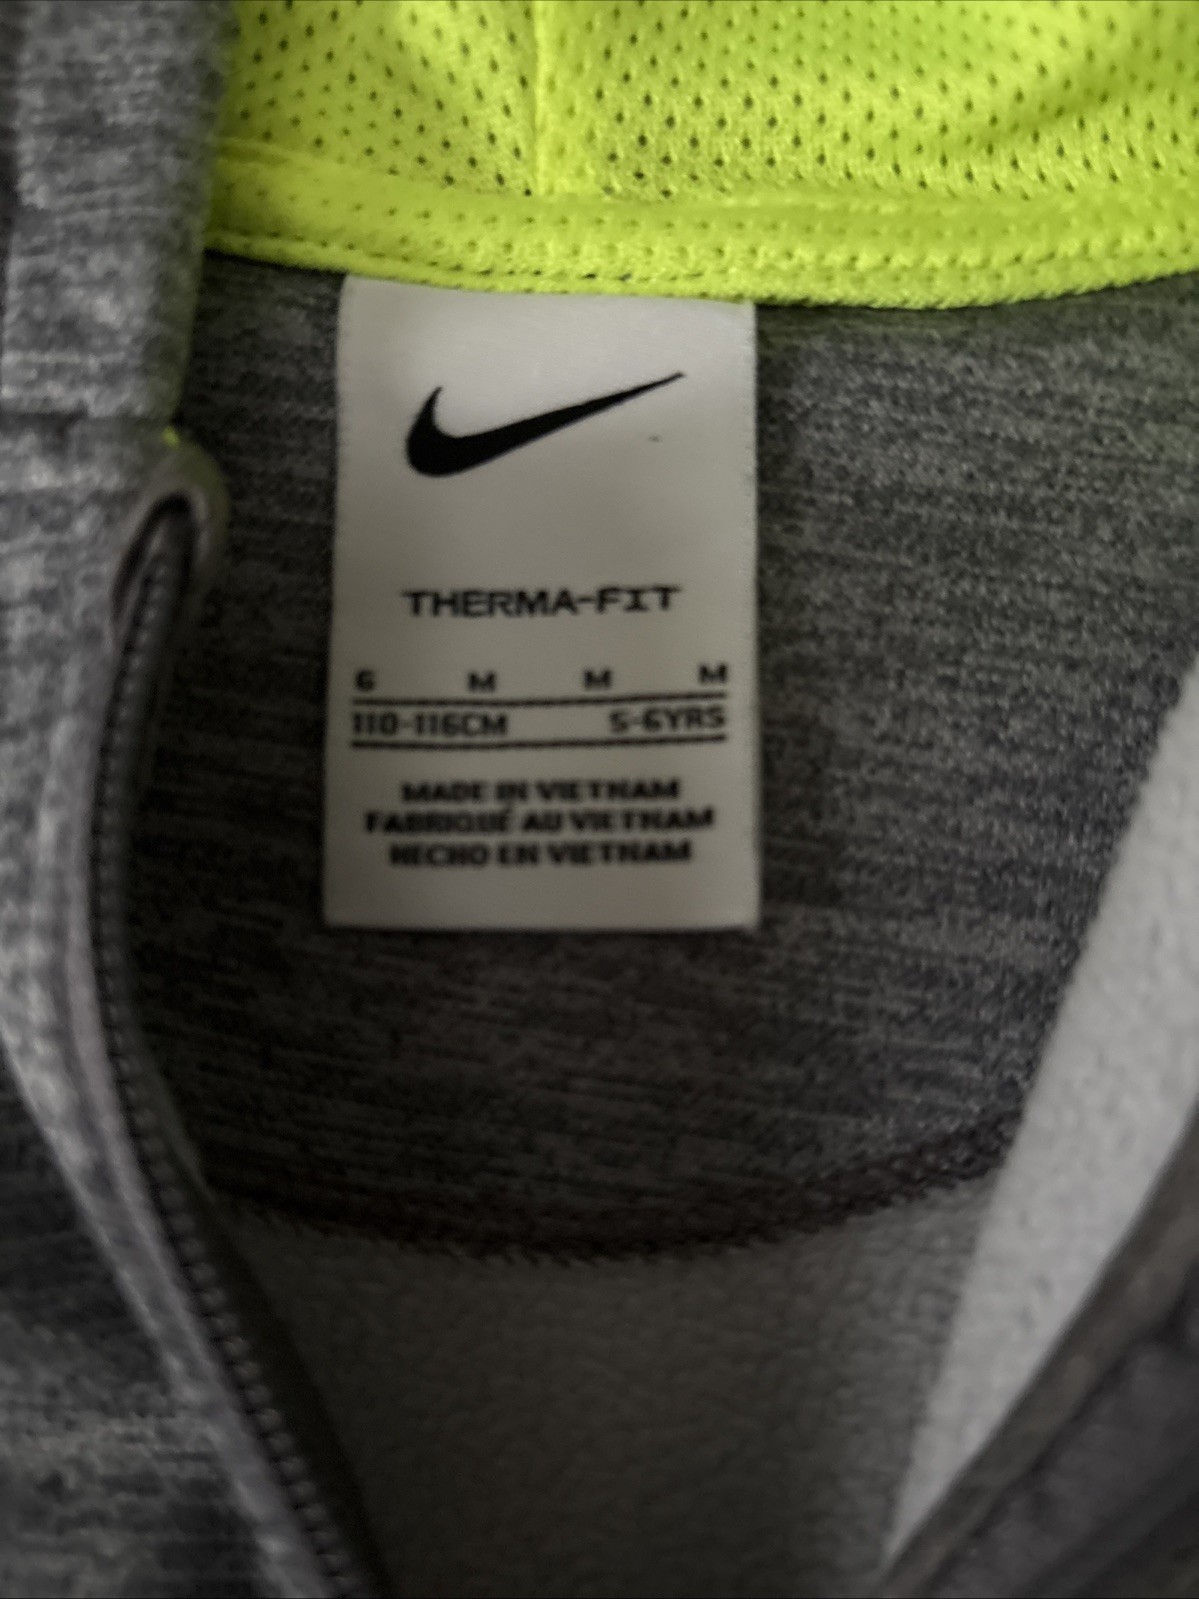 THERMA-FIT
6 M M M
110-116CM 5-6YRS
MADE IN VIETNAM
FABRIQUÉ AU VIETNAM
HECHO EN VIETNAM